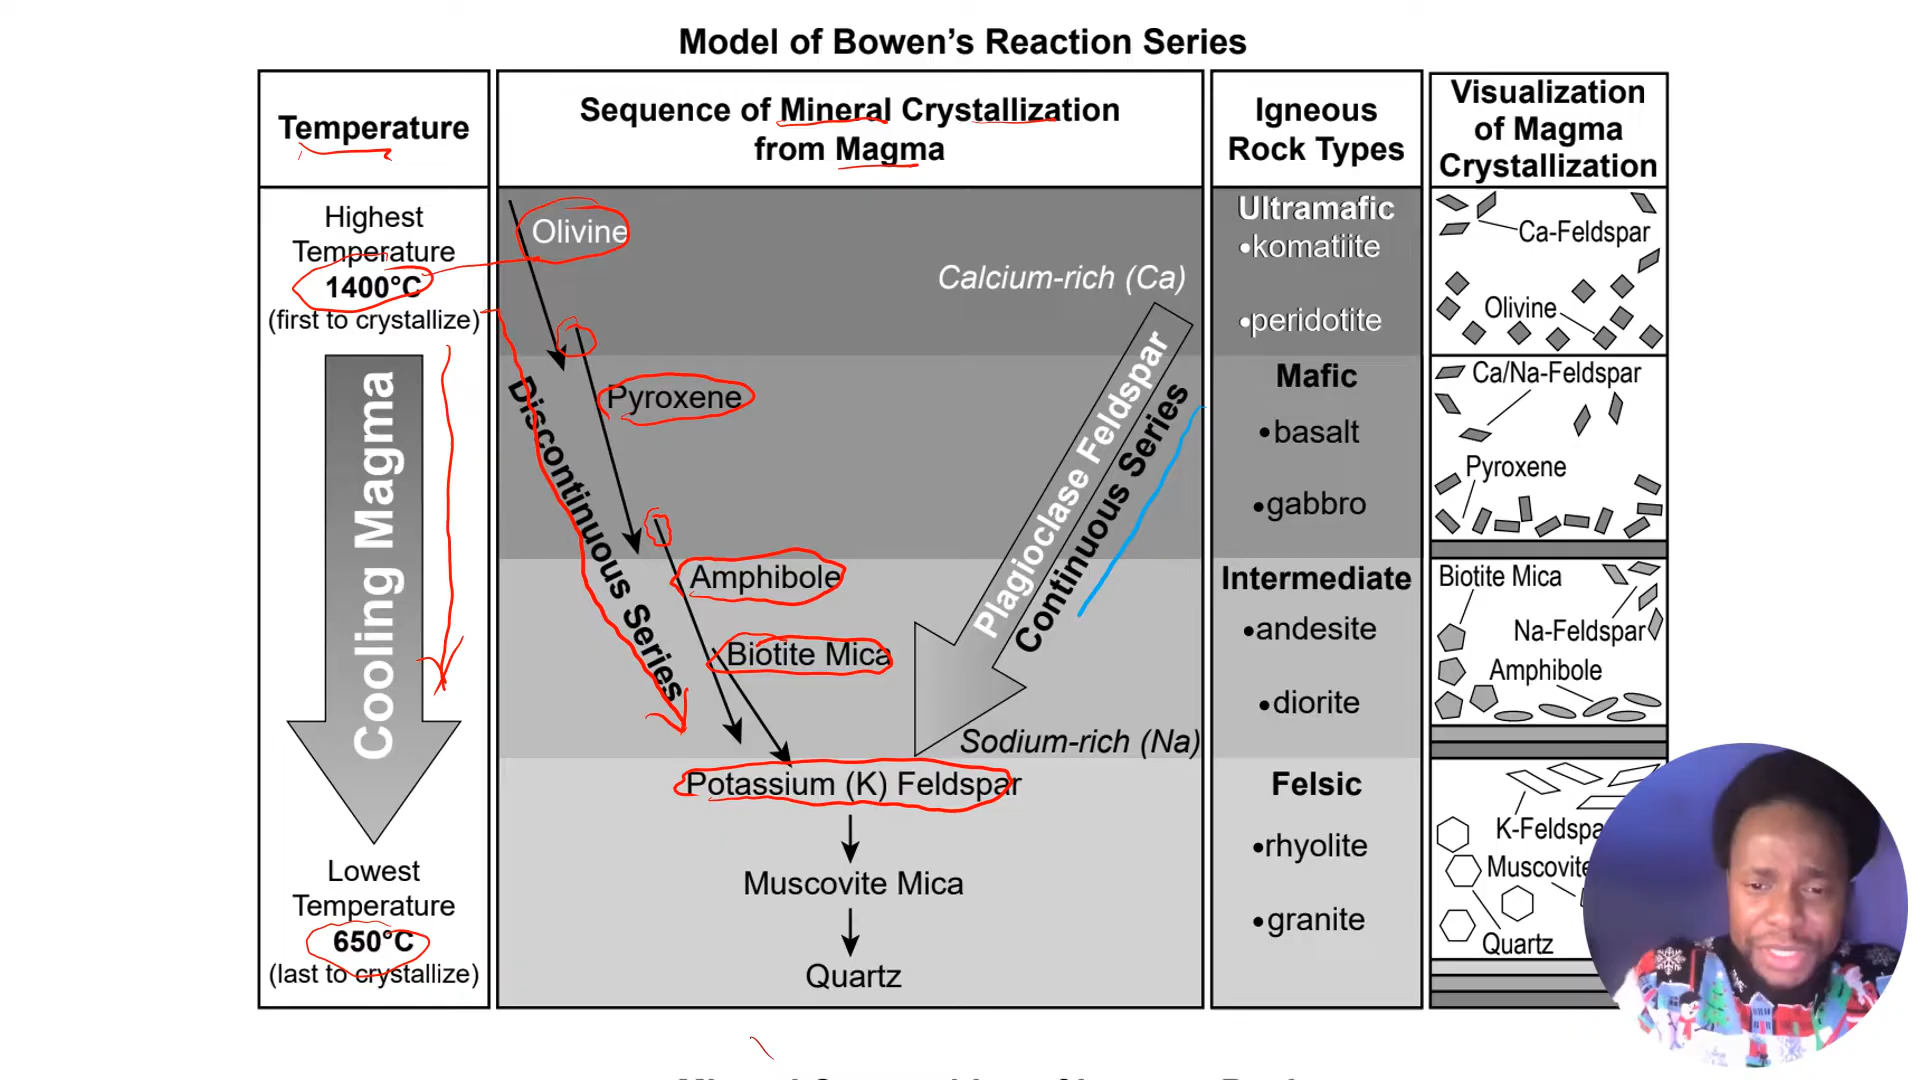 Model of Bowen's Reaction Series
Temperature
Sequence of Mineral Crystallization
from Magma
Igneous
Rock Types
Visualization
of Magma
Crystallization
Highest
Temperature
1400°C
(first to crystallize)
Cooling Magma
Lowest
Temperature
650°C
(last to crystallize)
Olivine
Pyroxene
Amphibole
Biotite Mica
Potassium (K) Feldspar
Muscovite Mica
Quartz
Discontinuous Series
Calcium-rich (Ca)
Plagioclase Feldspar
Continuous Series
Sodium-rich (Na)
Ultramafic
•komatiite
•peridotite
Mafic
•basalt
•gabbro
Intermediate
•andesite
•diorite
Felsic
•rhyolite
•granite
Ca-Feldspar
Olivine
Ca/Na-Feldspar
Pyroxene
Biotite Mica
Na-Feldspar
Amphibole
K-Feldspa
Muscovite
Quartz